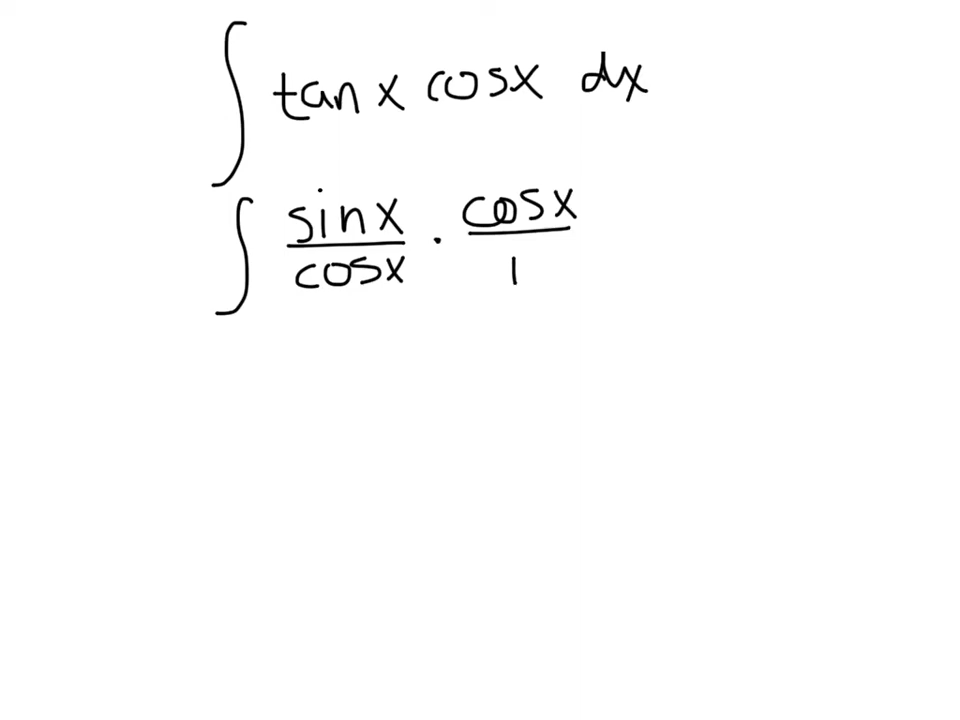 ∫ tan x cos x dx
∫ sin x / cos x · cos x / 1